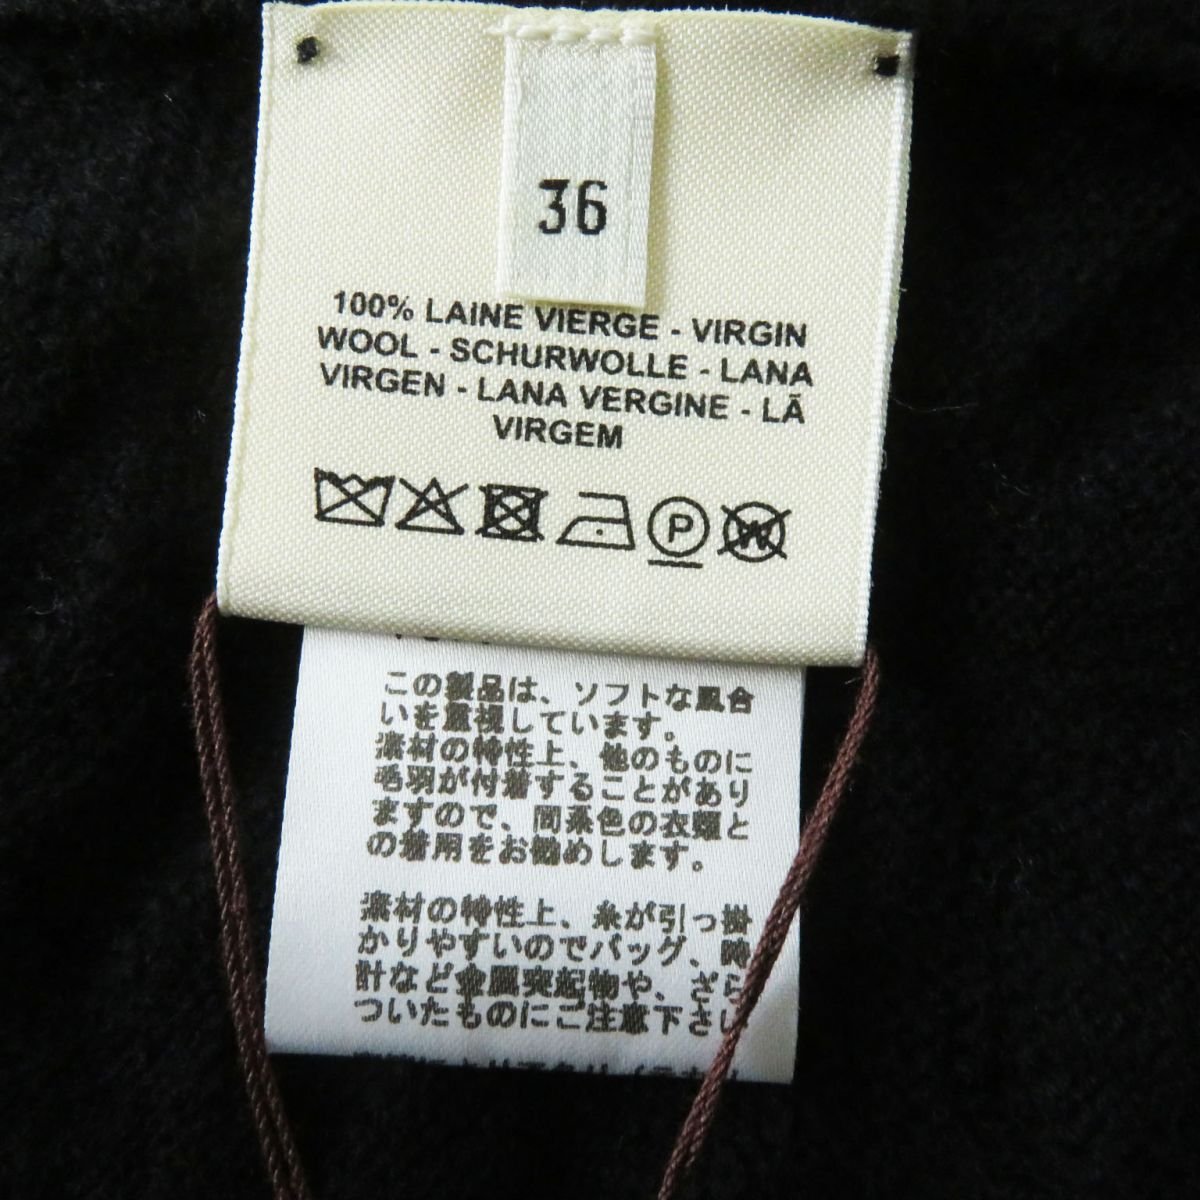 36
100% LAINE VIERGE - VIRGIN
WOOL - SCHURWOLLE - LANA
VIRGEN - LANA VERGINE - LÃ
VIRGEM
P
W
この製品は、ソフトな風合
いを重視しています。
素材の特性上、他のものに
毛羽が付着することがあり
ますので、同系色の衣類と
の着用をお勧めします。
素材の特性上、糸が引っ掛
かりやすいのでバッグ、時
計など金属突起物や、ざら
ついたものにご注意下さい